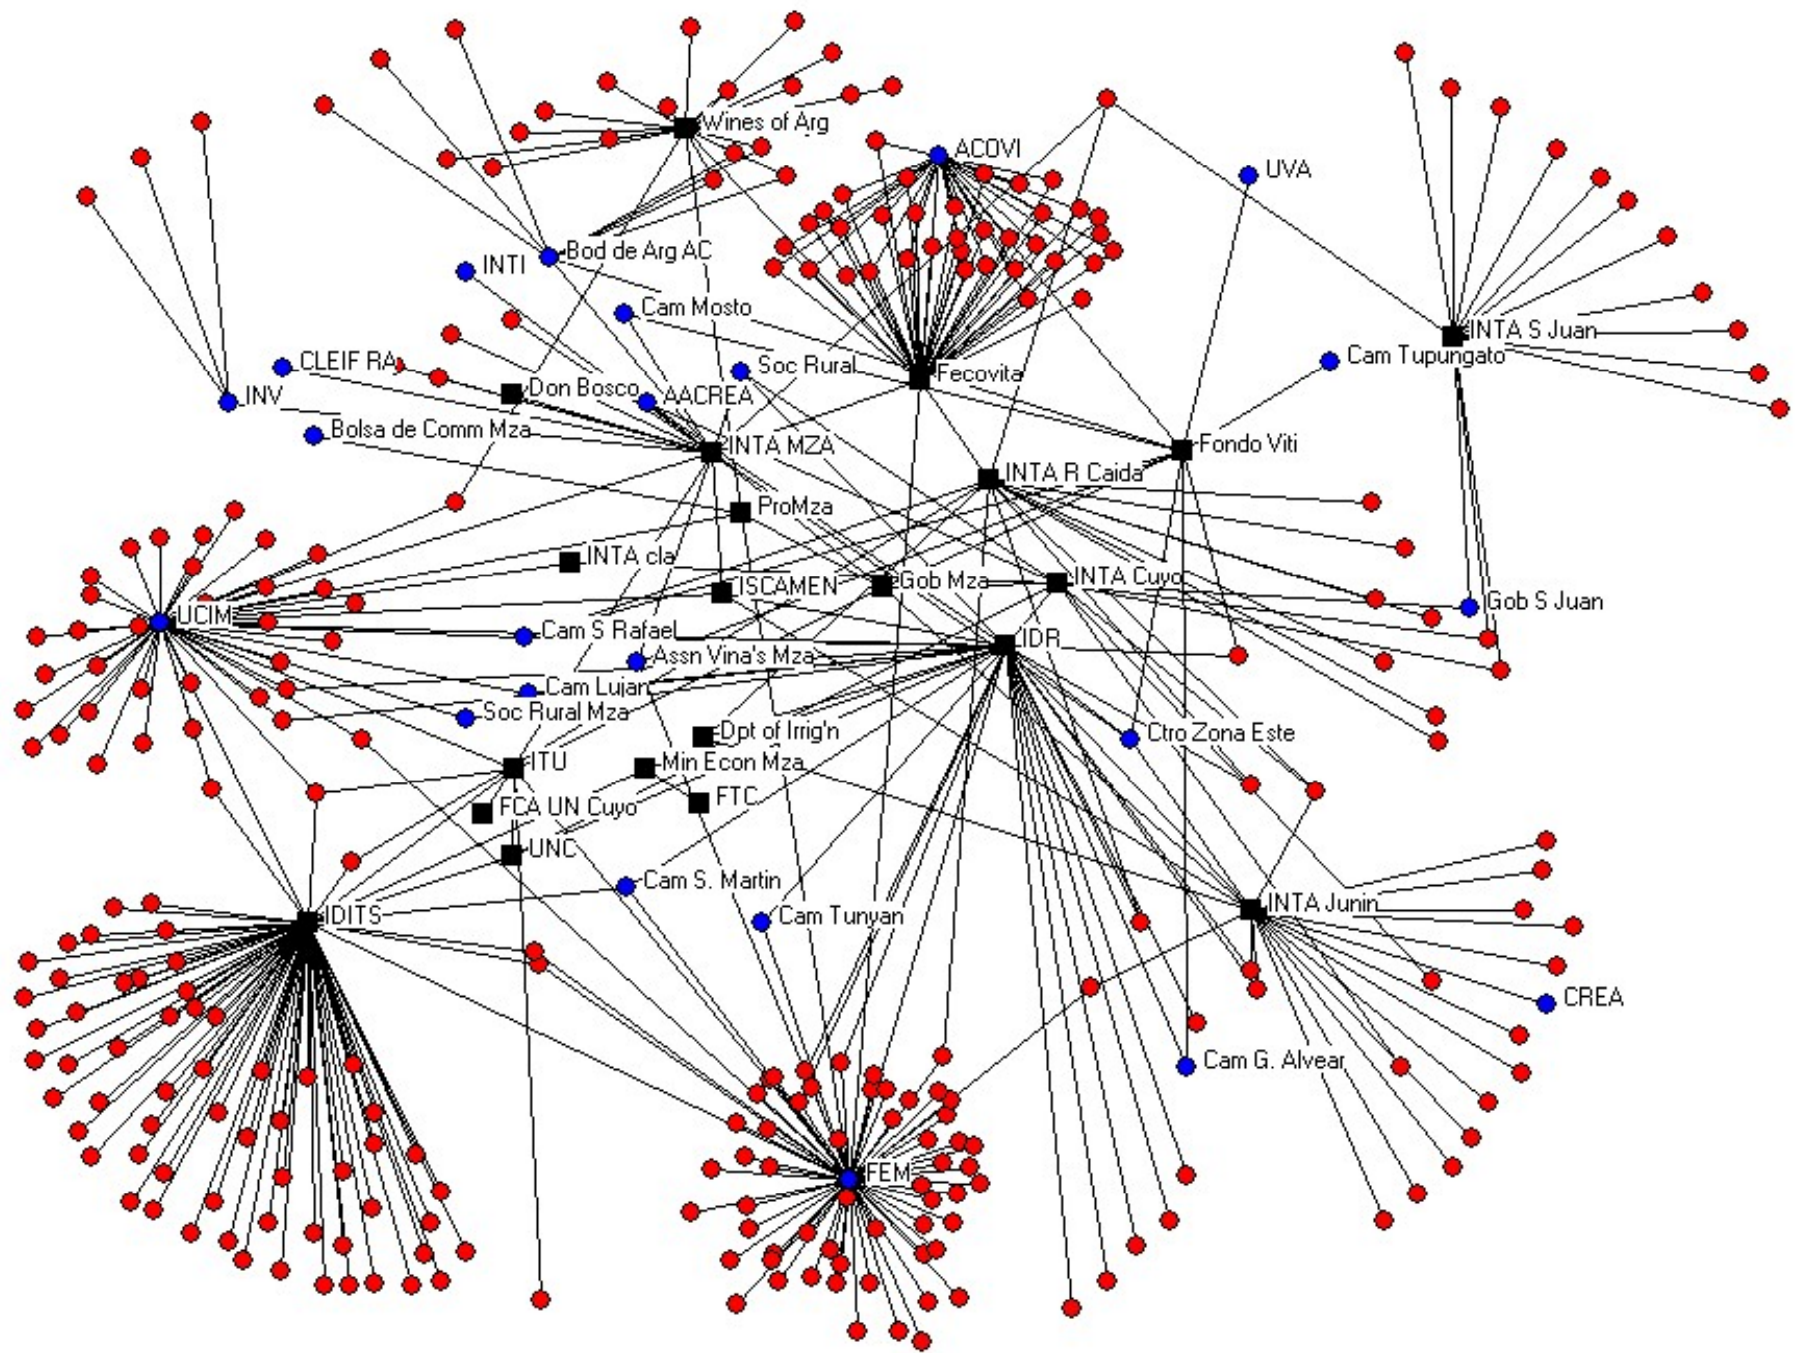 Wines of Arg
ACOVI
UVA
Bod de Arg AC
INTI
Cam Mosto
INTA S Juan
Cam Tupungato
CLEIF RA
Soc Rural
Fecovita
INV
Don Bosco
AACREA
Bolsa de Comm Mza
INTA MZA
Fondo Viti
INTA R Caida
ProMza
INTA cla
ISCAMEN
Gob Mza
INTA Cuyo
Gob S Juan
UCIM
Cam S Rafael
IDR
Assn Vina's Mza
Cam Lujan
Soc Rural Mza
Dpt of Irrig'n
Ctro Zona Este
ITU
Min Econ Mza
FCA UN Cuyo
FTC
UNC
Cam S. Martin
IDITS
Cam Tunyan
INTA Junin
CREA
Cam G. Alvear
FEM